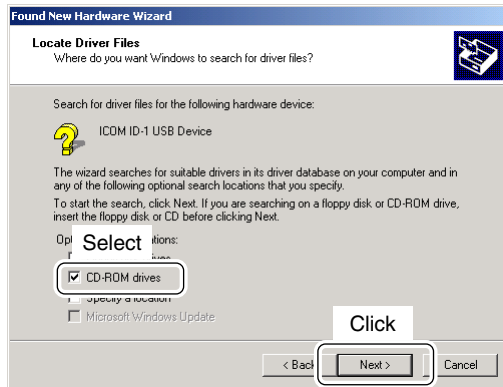 Found New Hardware Wizard
Locate Driver Files
Where do you want Windows to search for driver files?
Search for driver files for the following hardware device:
ICOM ID-1 USB Device
The wizard searches for suitable drivers in its driver database on your computer and in
any of the following optional search locations that you specify.
To start the search, click Next. If you are searching on a floppy disk or CD-ROM drive,
insert the floppy disk or CD before clicking Next.
Select
CD-ROM drives
Specify a location
Microsoft Windows Update
Click
< Back
Next >
Cancel